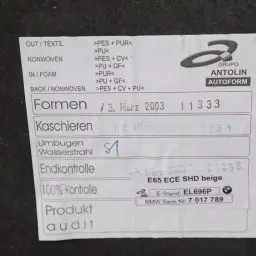 OUT / TEXTIL >PES + PUR<
>PU<
NONWOVEN >PES + CV<
>PU + GF<
IN / FOAM >PUR<
>PU + GF<
BACK / NONWOVEN >PES + CV + PU<
GRUPO
ANTOLIN
AUTOFORM
Formen 3. März 2003 11333
Kaschieren
Umbugen
Wasserstrahl
Endkontrolle
100% Kontrolle
E65 ECE SHD beige
E-Stand: EL696P
BMW Sach Nr.: 7 017 789
Produkt
audit